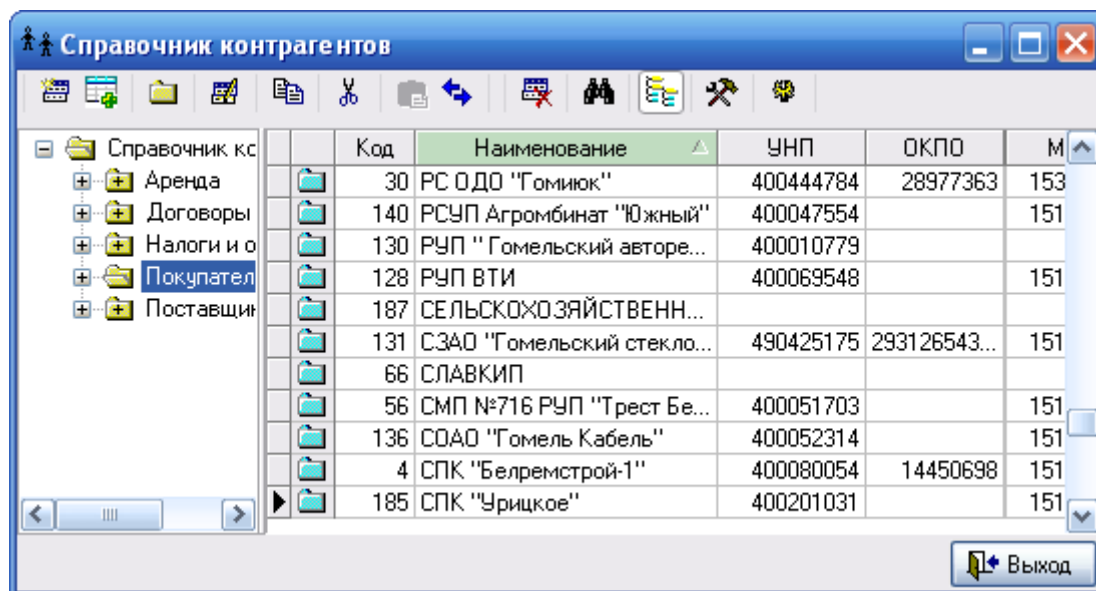 Справочник контрагентов
Справочник кс
Аренда
Договоры
Налоги и о
Покупател
Поставщик
Код Наименование УНП ОКПО М
30 РС ОДО "Гомиюк" 400444784 28977363 153
140 РСУП Агромбинат "Южный" 400047554 151
130 РУП " Гомельский авторе... 400010779
128 РУП ВТИ 400069548 151
187 СЕЛЬСКОХОЗЯЙСТВЕНН...
131 СЗАО "Гомельский стекло... 490425175 293126543... 151
66 СЛАВКИП
56 СМП №716 РУП "Трест Бе... 400051703 151
136 СОАО "Гомель Кабель" 400052314 151
4 СПК "Белремстрой-1" 400080054 14450698 151
185 СПК "Урицкое" 400201031 151
Выход